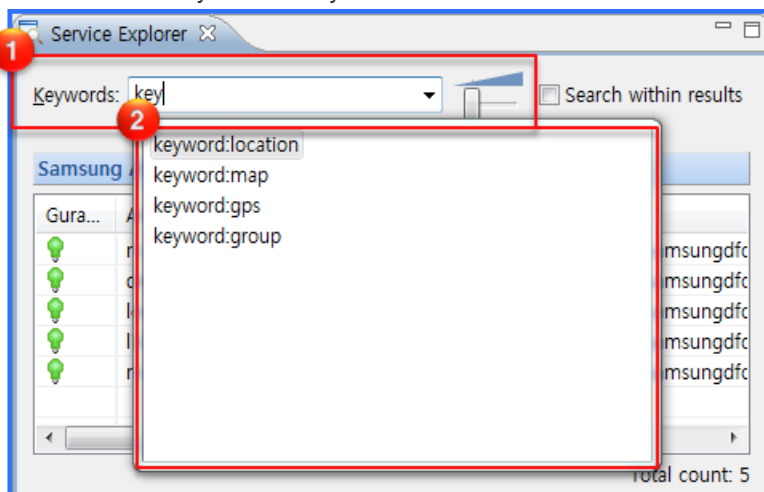 Service Explorer
1
Keywords: key
Search within results
2
keyword:location
keyword:map
keyword:gps
keyword:group
Samsung
Gura...
msungdfc
msungdfc
msungdfc
msungdfc
msungdfc
Total count: 5